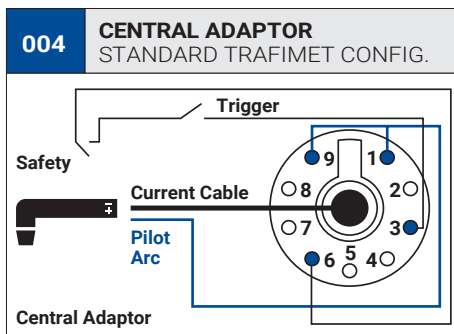 004
CENTRAL ADAPTOR
STANDARD TRAFIMET CONFIG.
Trigger
Safety
Current Cable
Pilot
Arc
Central Adaptor
9
1
8
2
7
3
6
5
4